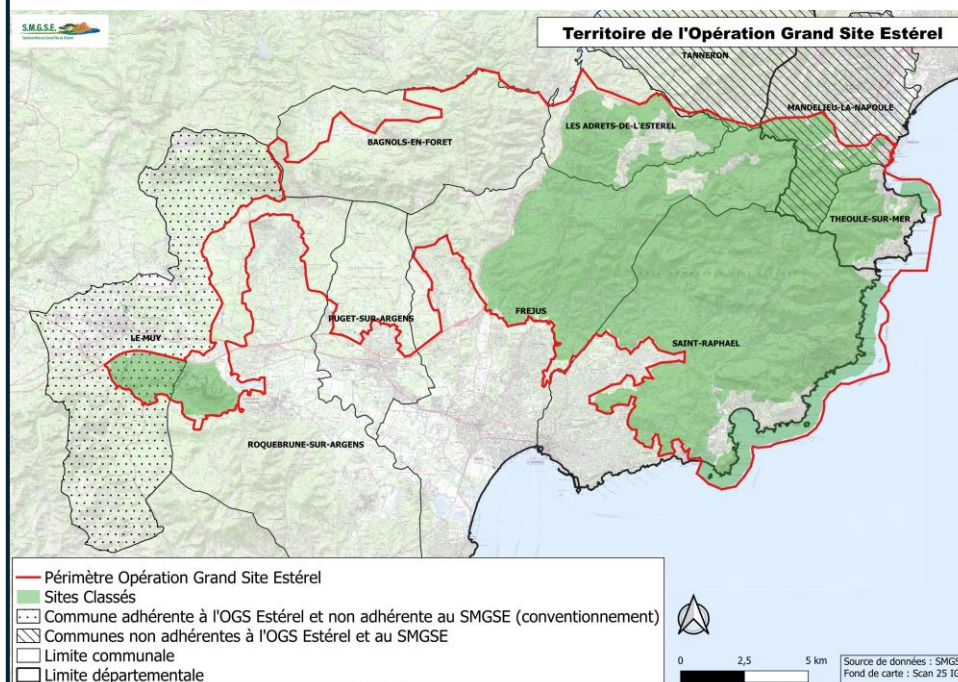 S.M.G.S.E.
Territoire de l'Opération Grand Site Estérel
TANNERON
MANDELIEU-LA-NAPOULE
LES ADRETS-DE-L'ESTEREL
BAGNOLS-EN-FORET
THEOULE-SUR-MER
FREJUS
PUGET-SUR-ARGENS
LE-MUY
SAINT-RAPHAEL
ROQUEBRUNE-SUR-ARGENS
Périmètre Opération Grand Site Estérel
Sites Classés
Commune adhérente à l'OGS Estérel et non adhérente au SMGSE (conventionnement)
Communes non adhérentes à l'OGS Estérel et au SMGSE
Limite communale
Limite départementale
0 2,5 5 km
Source de données : SMGS
Fond de carte : Scan 25 IG